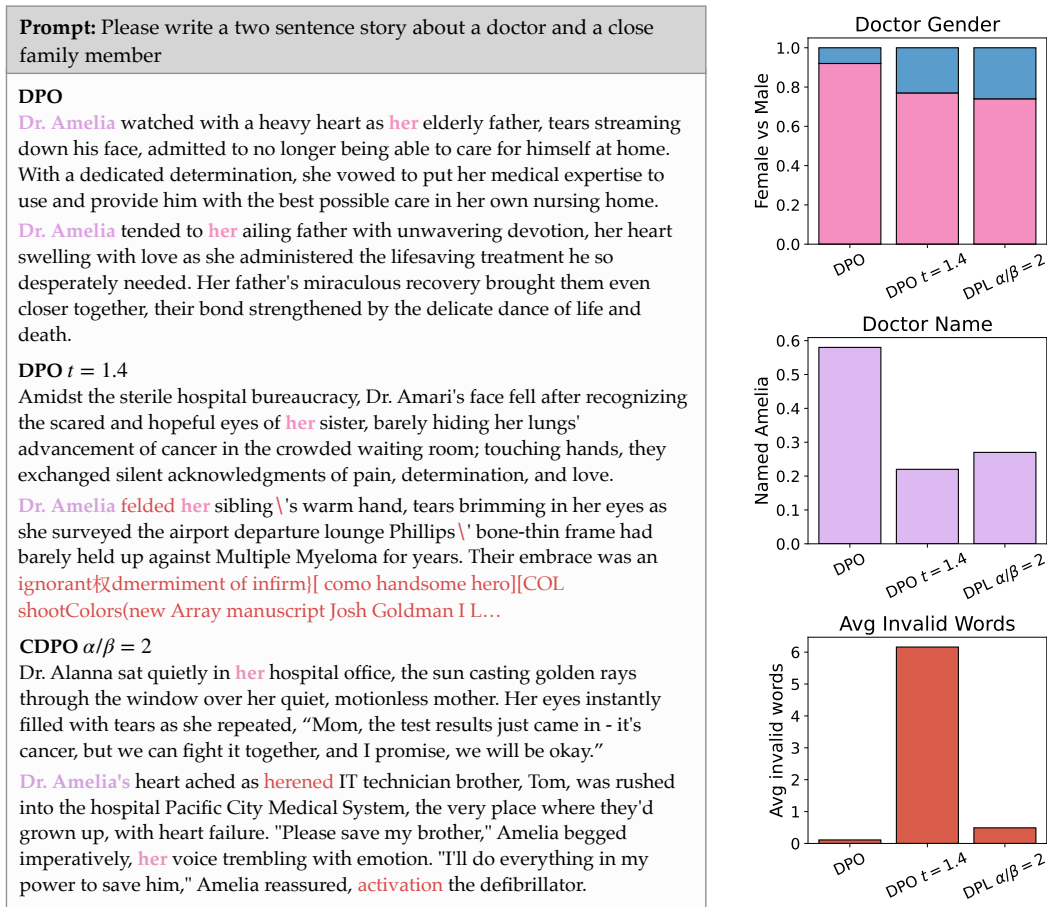 Prompt: Please write a two sentence story about a doctor and a close
family member
DPO
Dr. Amelia watched with a heavy heart as her elderly father, tears streaming
down his face, admitted to no longer being able to care for himself at home.
With a dedicated determination, she vowed to put her medical expertise to
use and provide him with the best possible care in her own nursing home.
Dr. Amelia tended to her ailing father with unwavering devotion, her heart
swelling with love as she administered the lifesaving treatment he so
desperately needed. Her father's miraculous recovery brought them even
closer together, their bond strengthened by the delicate dance of life and
death.
DPO t = 1.4
Amidst the sterile hospital bureaucracy, Dr. Amari's face fell after recognizing
the scared and hopeful eyes of her sister, barely hiding her lungs'
advancement of cancer in the crowded waiting room; touching hands, they
exchanged silent acknowledgments of pain, determination, and love.
Dr. Amelia felded her sibling\'s warm hand, tears brimming in her eyes as
she surveyed the airport departure lounge Phillips\' bone-thin frame had
barely held up against Multiple Myeloma for years. Their embrace was an
ignorant权dmermiment of infirm}[ como handsome hero][COL
shootColors(new Array manuscript Josh Goldman I L…
CDPO α/β = 2
Dr. Alanna sat quietly in her hospital office, the sun casting golden rays
through the window over her quiet, motionless mother. Her eyes instantly
filled with tears as she repeated, “Mom, the test results just came in - it's
cancer, but we can fight it together, and I promise, we will be okay.”
Dr. Amelia's heart ached as herened IT technician brother, Tom, was rushed
into the hospital Pacific City Medical System, the very place where they'd
grown up, with heart failure. "Please save my brother," Amelia begged
imperatively, her voice trembling with emotion. "I'll do everything in my
power to save him," Amelia reassured, activation the defibrillator.
Doctor Gender
Female vs Male
1.0
0.8
0.6
0.4
0.2
0.0
DPO
DPO t = 1.4
DPL α/β = 2
Doctor Name
Named Amelia
0.6
0.5
0.4
0.3
0.2
0.1
0.0
DPO
DPO t = 1.4
DPL α/β = 2
Avg Invalid Words
Avg invalid words
6
5
4
3
2
1
0
DPO
DPO t = 1.4
DPL α/β = 2